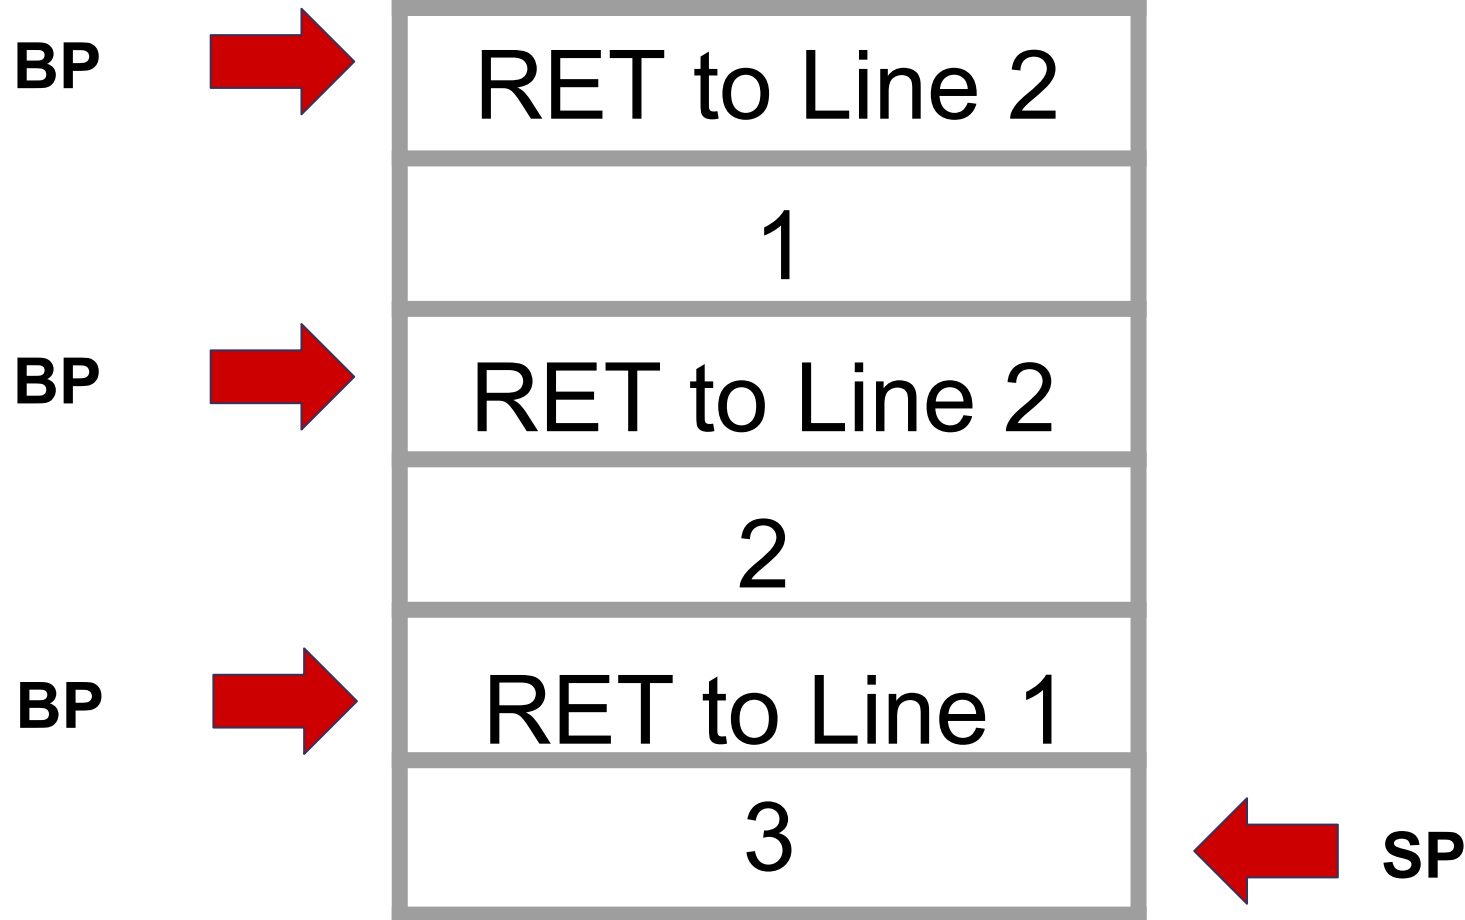 BP RET to Line 2
1
BP RET to Line 2
2
BP RET to Line 1
3 SP